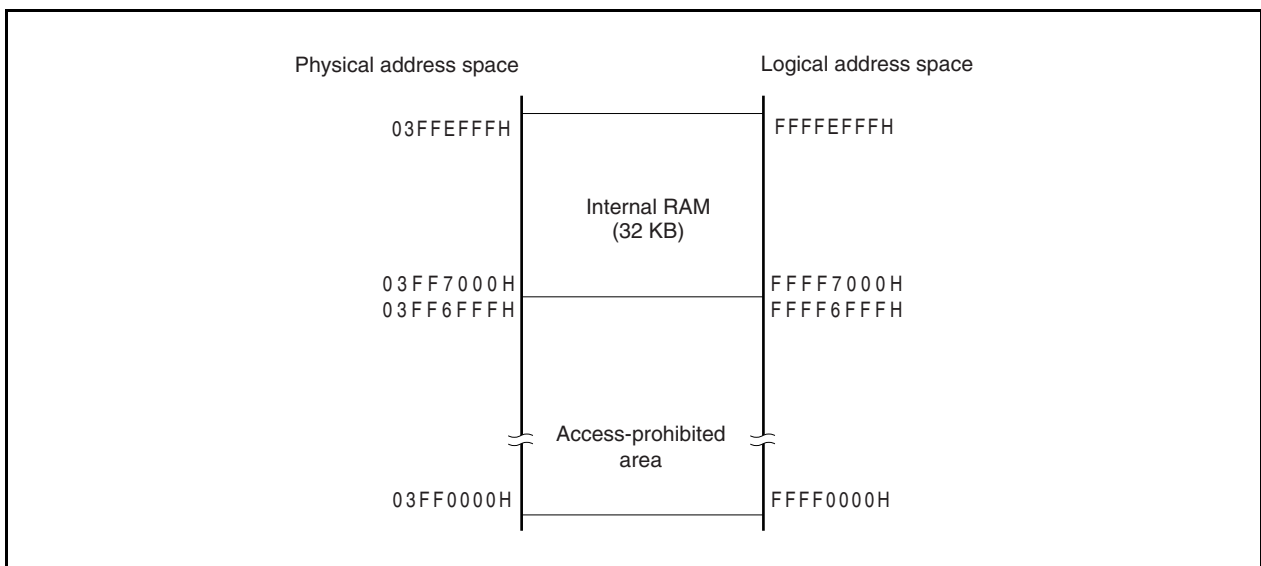 Physical address space
Logical address space
03FFEFFFH
FFFFEFFFH
Internal RAM
(32 KB)
03FF7000H
FFFF7000H
03FF6FFFH
FFFF6FFFH
Access-prohibited
area
03FF0000H
FFFF0000H